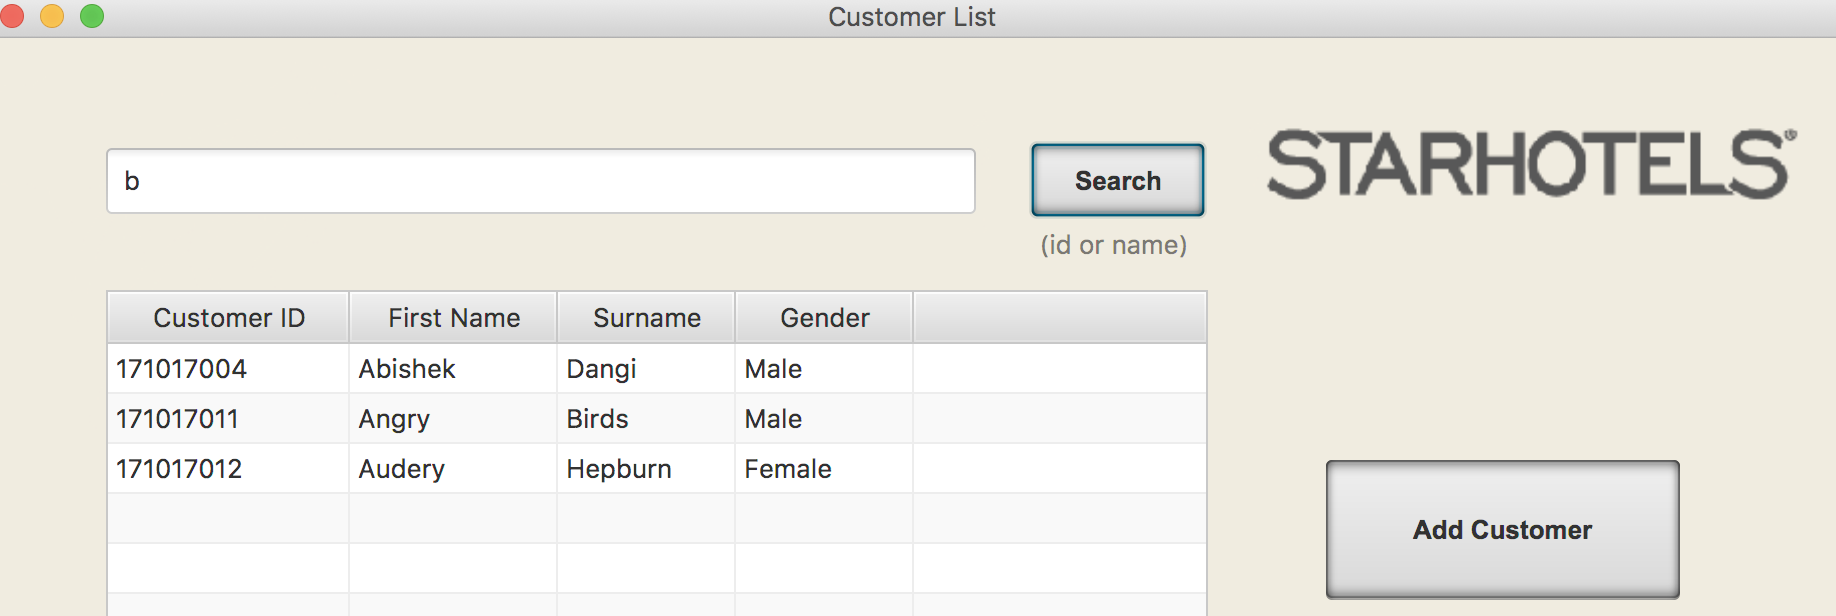 Customer List
b
Search
STARHOTELS®
(id or name)
Customer ID First Name Surname Gender
171017004 Abishek Dangi Male
171017011 Angry Birds Male
171017012 Audery Hepburn Female
Add Customer